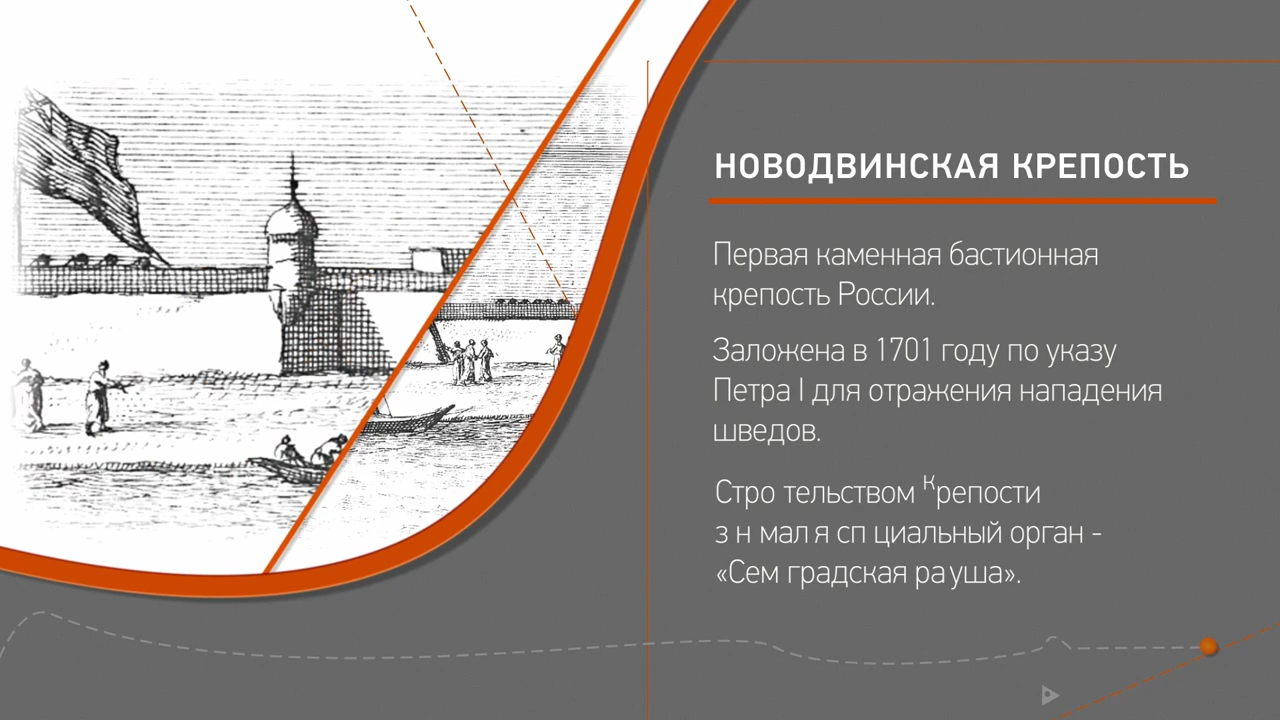 НОВОДВИНСКАЯ КРЕПОСТЬ
Первая каменная бастионная
крепость России.
Заложена в 1701 году по указу
Петра I для отражения нападения
шведов.
Стро тельством крепости
з н мал я сп циальный орган -
«Сем градская ра уша».